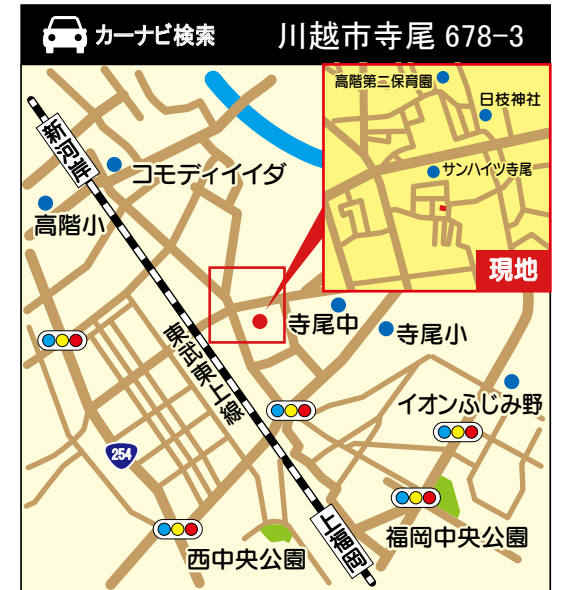 カーナビ検索
川越市寺尾 678-3
高階第二保育園
日枝神社
サンハイツ寺尾
現地
新河岸
コモディイイダ
高階小
寺尾中
寺尾小
東武東上線
イオンふじみ野
254
上福岡
福岡中央公園
西中央公園